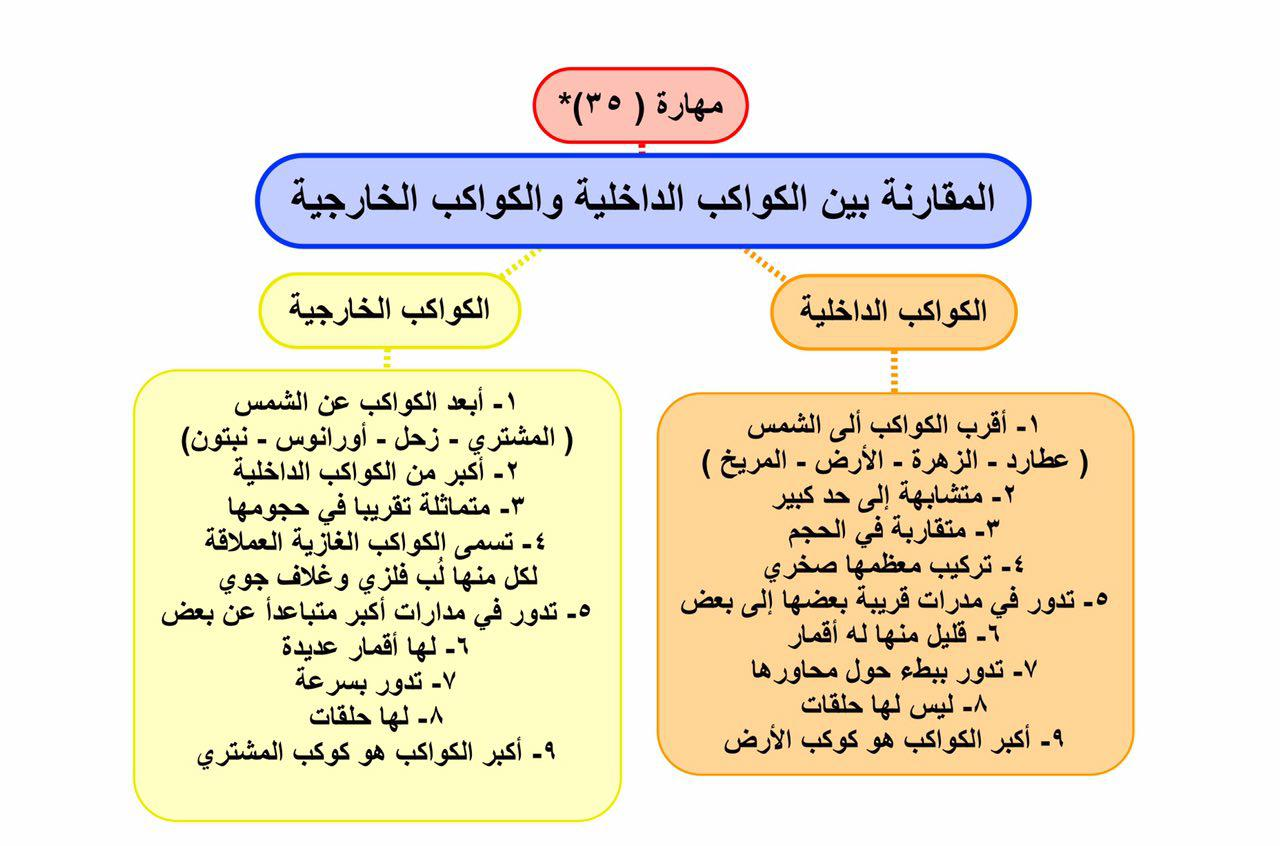 مهارة ( ٣٥)*
المقارنة بين الكواكب الداخلية والكواكب الخارجية
الكواكب الداخلية
١- أقرب الكواكب ألى الشمس
( عطارد - الزهرة - الأرض - المريخ )
٢- متشابهة إلى حد كبير
٣- متقاربة في الحجم
٤- تركيب معظمها صخري
٥- تدور في مدرات قريبة بعضها إلى بعض
٦- قليل منها له أقمار
٧- تدور ببطء حول محاورها
٨- ليس لها حلقات
٩- أكبر الكواكب هو كوكب الأرض
الكواكب الخارجية
١- أبعد الكواكب عن الشمس
( المشتري - زحل - أورانوس - نبتون)
٢- أكبر من الكواكب الداخلية
٣- متماثلة تقريبا في حجومها
٤- تسمى الكواكب الغازية العملاقة
لكل منها لُب فلزي وغلاف جوي
٥- تدور في مدارات أكبر متباعدأ عن بعض
٦- لها أقمار عديدة
٧- تدور بسرعة
٨- لها حلقات
٩- أكبر الكواكب هو كوكب المشتري